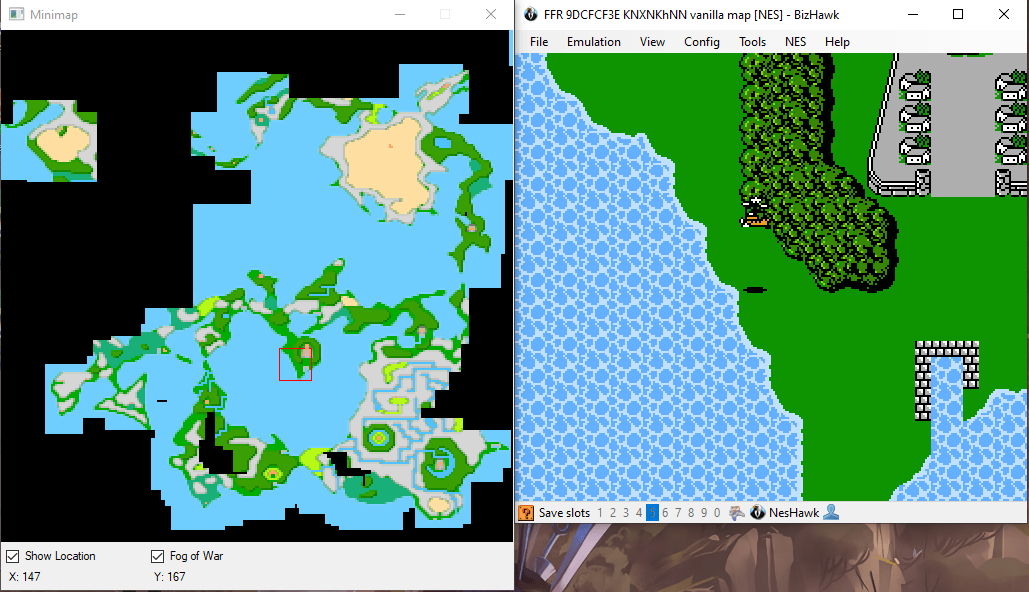 Minimap
FFR 9DCFCF3E KNXNKhNN vanilla map [NES] - BizHawk
File Emulation View Config Tools NES Help
Save slots 1 2 3 4 5 6 7 8 9 0 NesHawk
Show Location Fog of War
X: 147 Y: 167